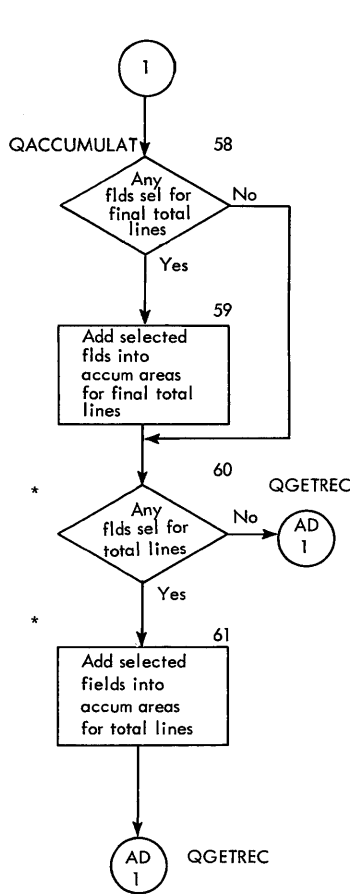 1
QACCUMULAT
58
Any
flds sel for
final total
lines
No
Yes
59
Add selected
flds into
accum areas
for final total
lines
60
*
QGETREC
Any
flds sel for
total lines
No
AD
1
Yes
*
61
Add selected
fields into
accum areas
for total lines
AD
1
QGETREC